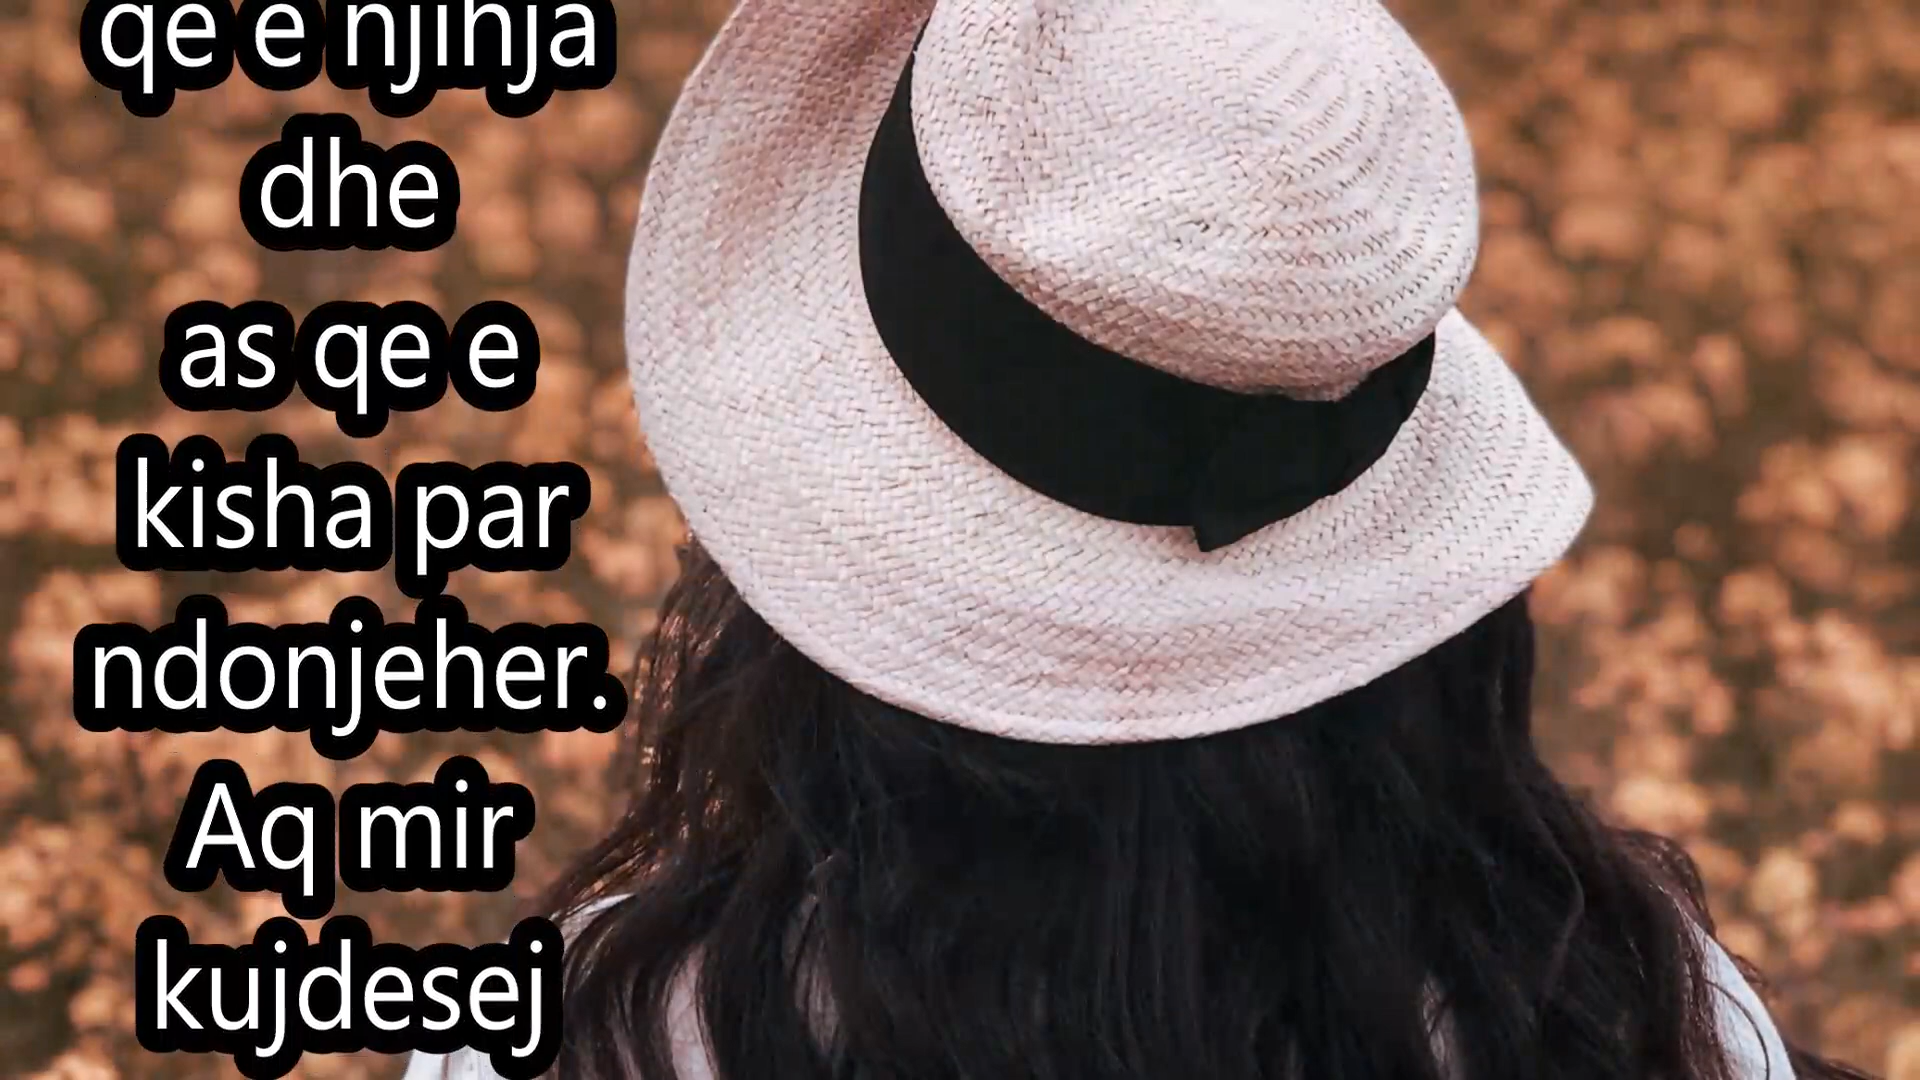 qe e njihja
dhe
as qe e
kisha par
ndonjeher.
Aq mir
kujdesej